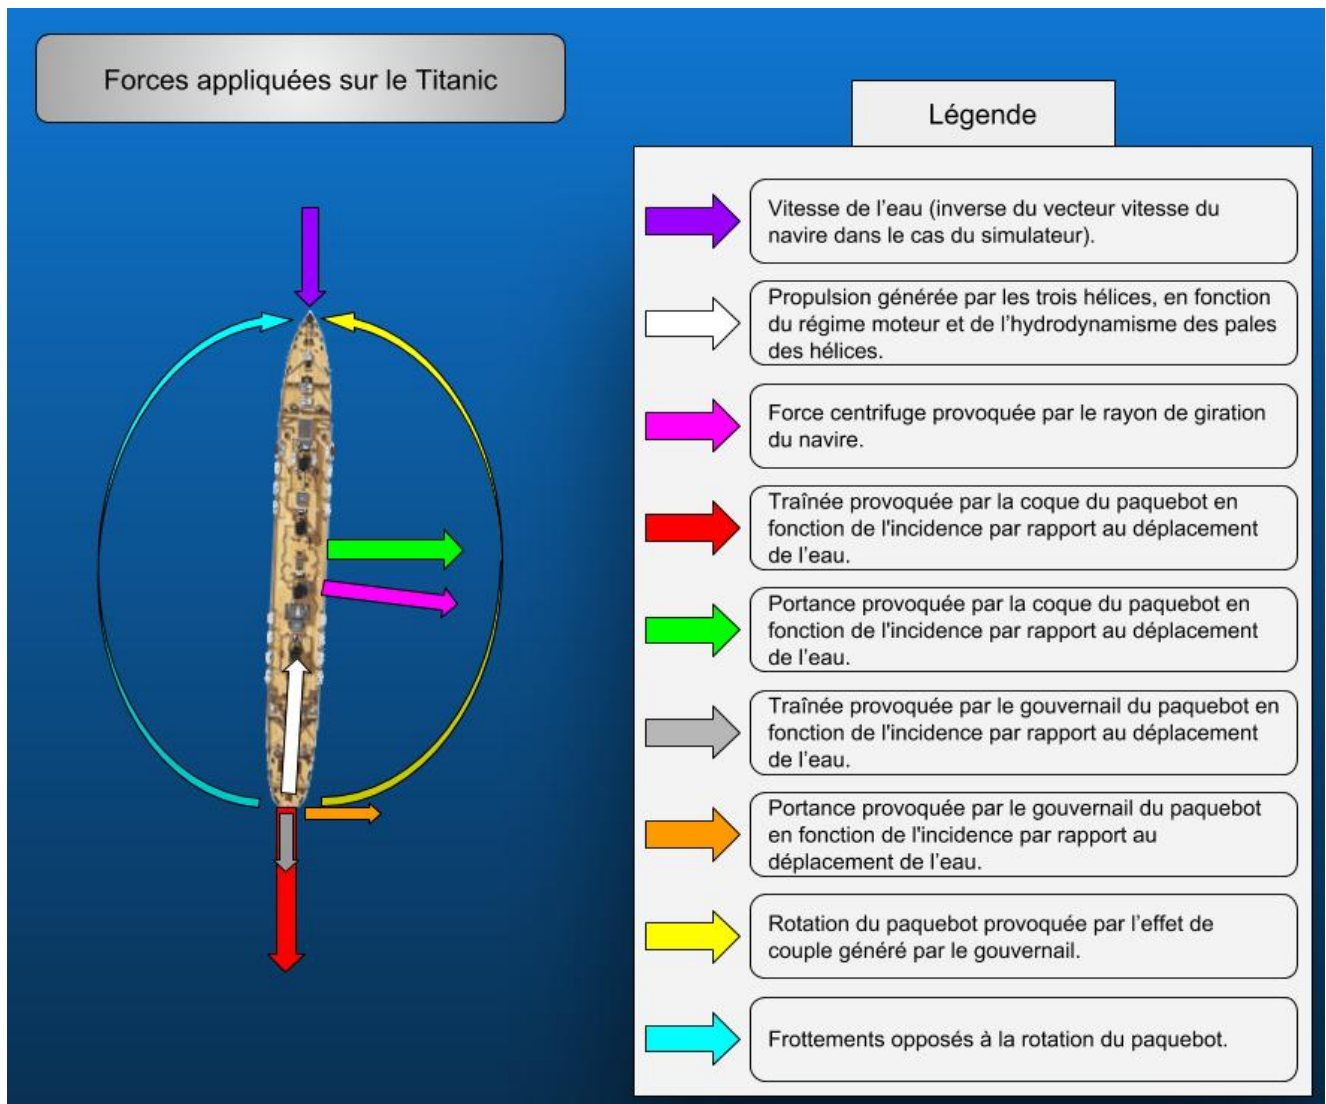 Forces appliquées sur le Titanic
Légende
Vitesse de l'eau (inverse du vecteur vitesse du
navire dans le cas du simulateur).
Propulsion générée par les trois hélices, en fonction
du régime moteur et de l'hydrodynamisme des pales
des hélices.
Force centrifuge provoquée par le rayon de giration
du navire.
Traînée provoquée par la coque du paquebot en
fonction de l'incidence par rapport au déplacement
de l'eau.
Portance provoquée par la coque du paquebot en
fonction de l'incidence par rapport au déplacement
de l'eau.
Traînée provoquée par le gouvernail du paquebot en
fonction de l'incidence par rapport au déplacement
de l'eau.
Portance provoquée par le gouvernail du paquebot
en fonction de l'incidence par rapport au
déplacement de l'eau.
Rotation du paquebot provoquée par l'effet de
couple généré par le gouvernail.
Frottements opposés à la rotation du paquebot.